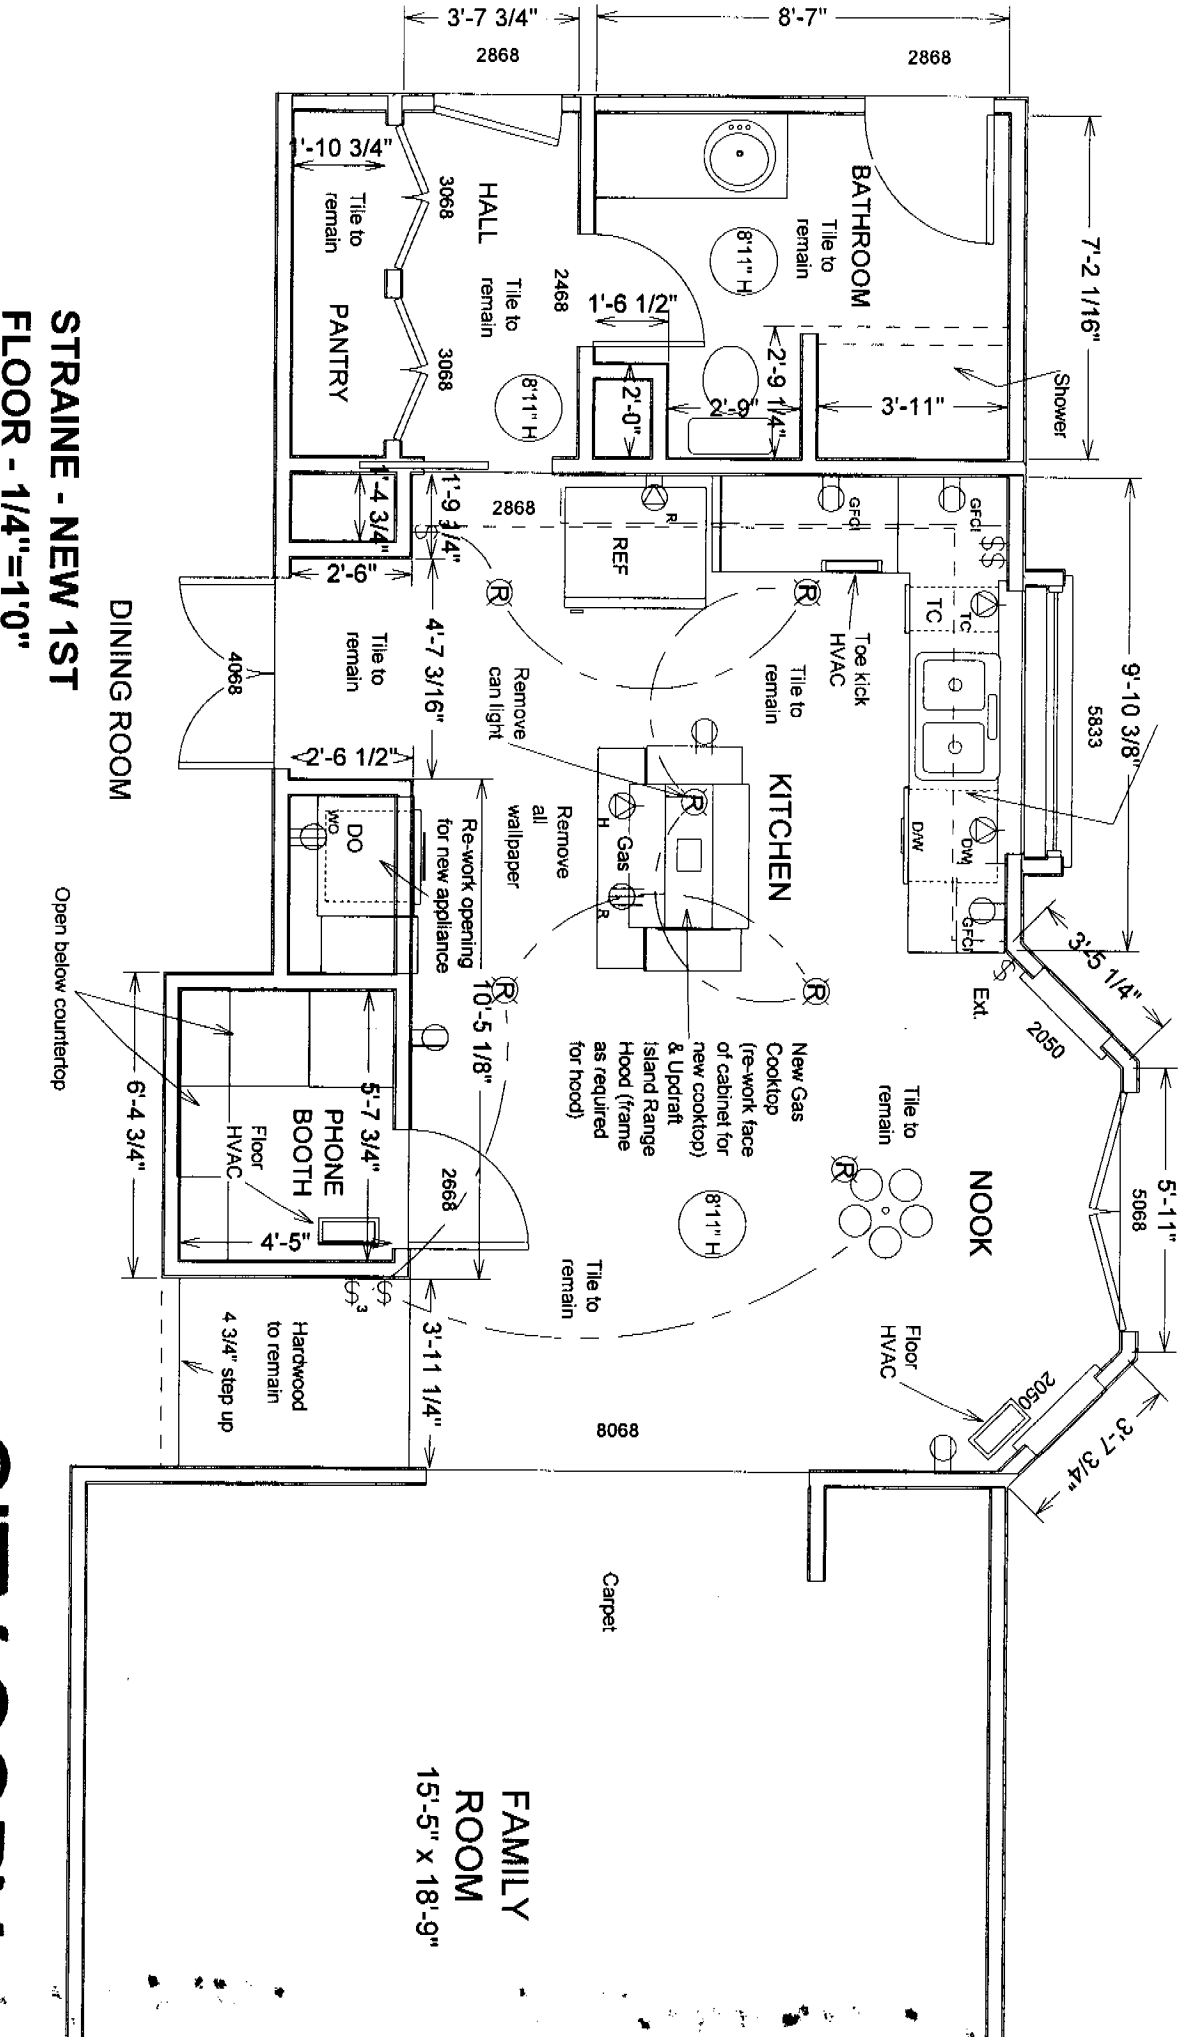 3'-7 3/4"
8'-7"
2868
2868
7'-2 1/16"
BATHROOM
Tile to
remain
8'11" H
HALL
3068
Tile to
remain
2468
1'-6 1/2"
'-10 3/4"
Tile to
remain
PANTRY
3068
8'11" H
2'-0"
2'-9"
2'-9 1/4"
3'-11"
Shower
1'-9 1/4"
1'-4 3/4"
2'-6"
2868
$
R
REF
GFCI
GFCI
$$
R
R
Toe kick
HVAC
TC
TC
9'-10 3/8"
5833
4'-7 3/16"
Tile to
remain
4068
DINING ROOM
2'-6 1/2"
Remove
can light
Tile to
remain
KITCHEN
R
H
Gas
R
D/W
DW
GFCI
Remove
all
wallpaper
Re-work opening
for new appliance
DO
WO
Open below countertop
6'-4 3/4"
5'-7 3/4"
PHONE
BOOTH
Floor
HVAC
4'-5"
10'-5 1/8"
R
R
2668
New Gas
Cooktop
(re-work face
of cabinet for
new cooktop)
& Updraft
Island Range
Hood (frame
as required
for hood)
$
Ext.
3'-5 1/4"
2050
5'-11"
5068
Tile to
remain
NOOK
R
8'11" H
Tile to
remain
Floor
HVAC
2050
3'-7 3/4"
$
$3
3'-11 1/4"
Hardwood
to remain
4 3/4" step up
8068
Carpet
FAMILY
ROOM
15'-5" x 18'-9"
STRAINE - NEW 1ST
FLOOR - 1/4"=1'0"